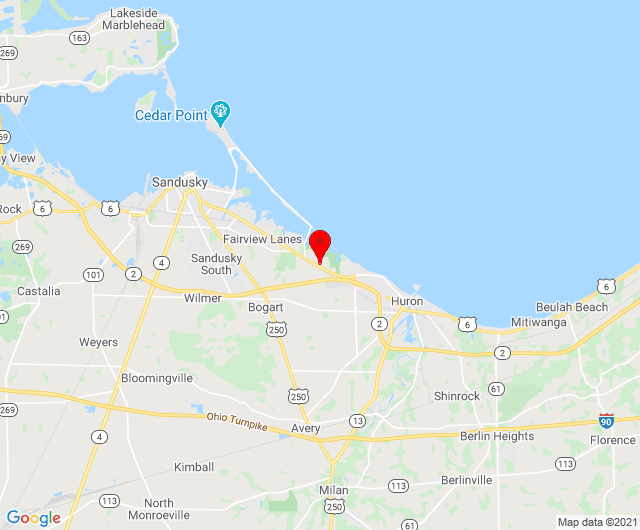 Lakeside
Marblehead
163
269
nbury
Cedar Point
ay View
Sandusky
Rock
6
6
6
Fairview Lanes
269
Sandusky
South
4
101
2
Castalia
Wilmer
Bogart
Huron
6
Beulah Beach
2
6
Mitiwanga
250
Weyers
2
Bloomingville
61
Shinrock
250
269
Ohio Turnpike
13
90
Avery
4
Berlin Heights
Florence
Kimball
113
Berlinville
113
Milan
113
North
Monroeville
250
13
61
Google
Map data ©2021